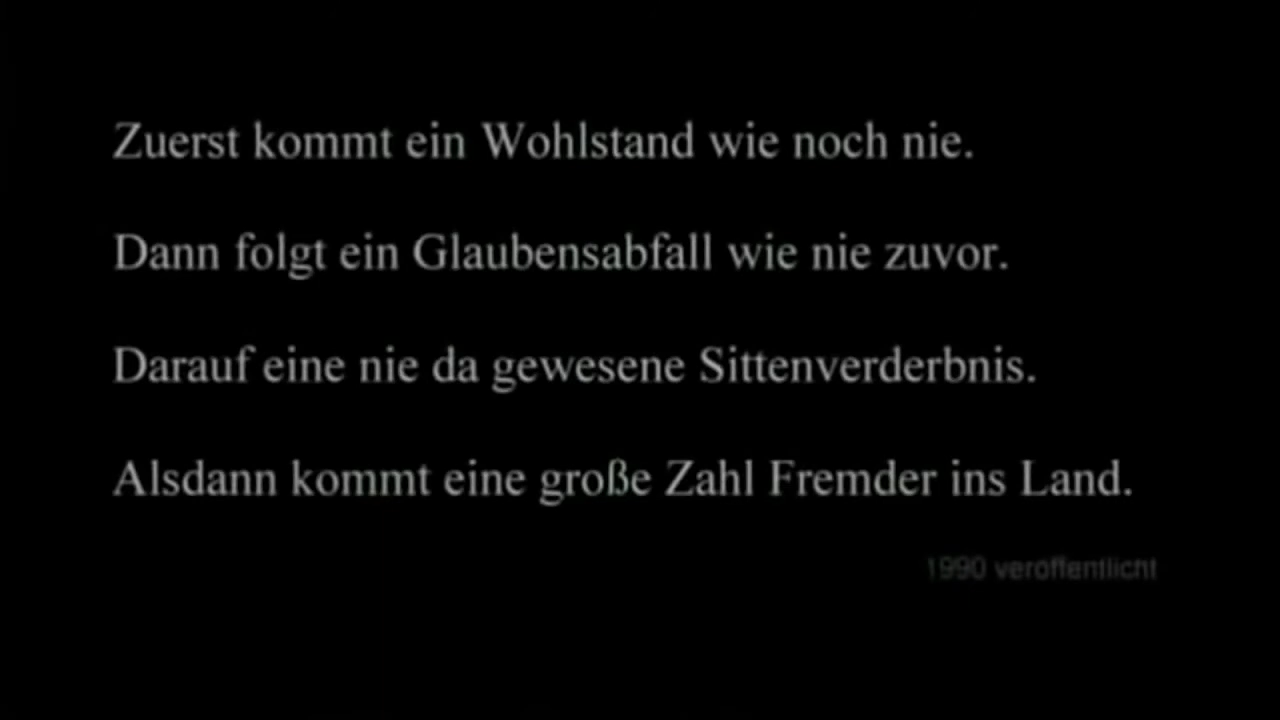 Zuerst kommt ein Wohlstand wie noch nie.
Dann folgt ein Glaubensabfall wie nie zuvor.
Darauf eine nie da gewesene Sittenverderbnis.
Alsdann kommt eine große Zahl Fremder ins Land.
1990 veröffentlicht